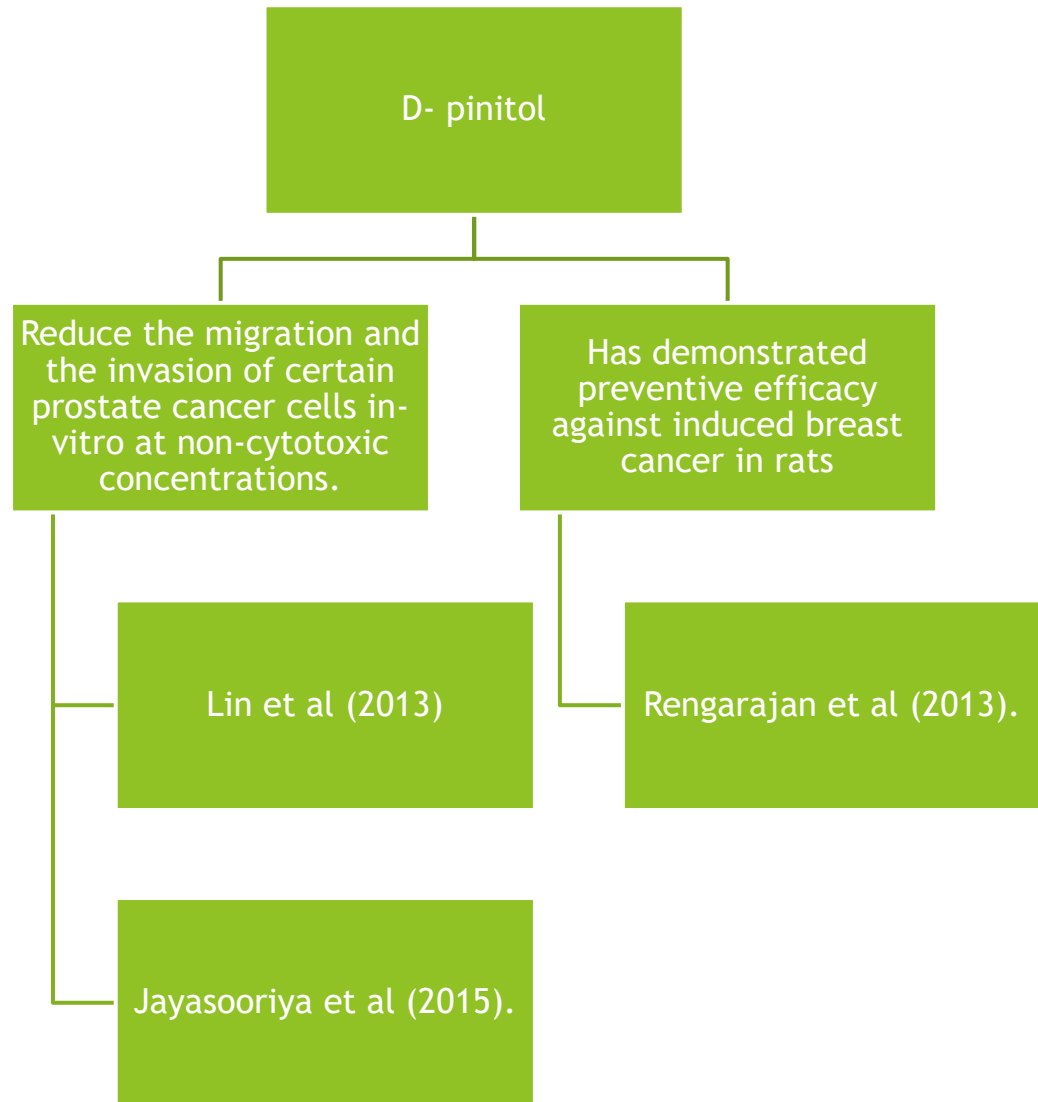 D- pinitol
Reduce the migration and
the invasion of certain
prostate cancer cells in-
vitro at non-cytotoxic
concentrations.
Has demonstrated
preventive efficacy
against induced breast
cancer in rats
Lin et al (2013)
Jayasooriya et al (2015).
Rengarajan et al (2013).